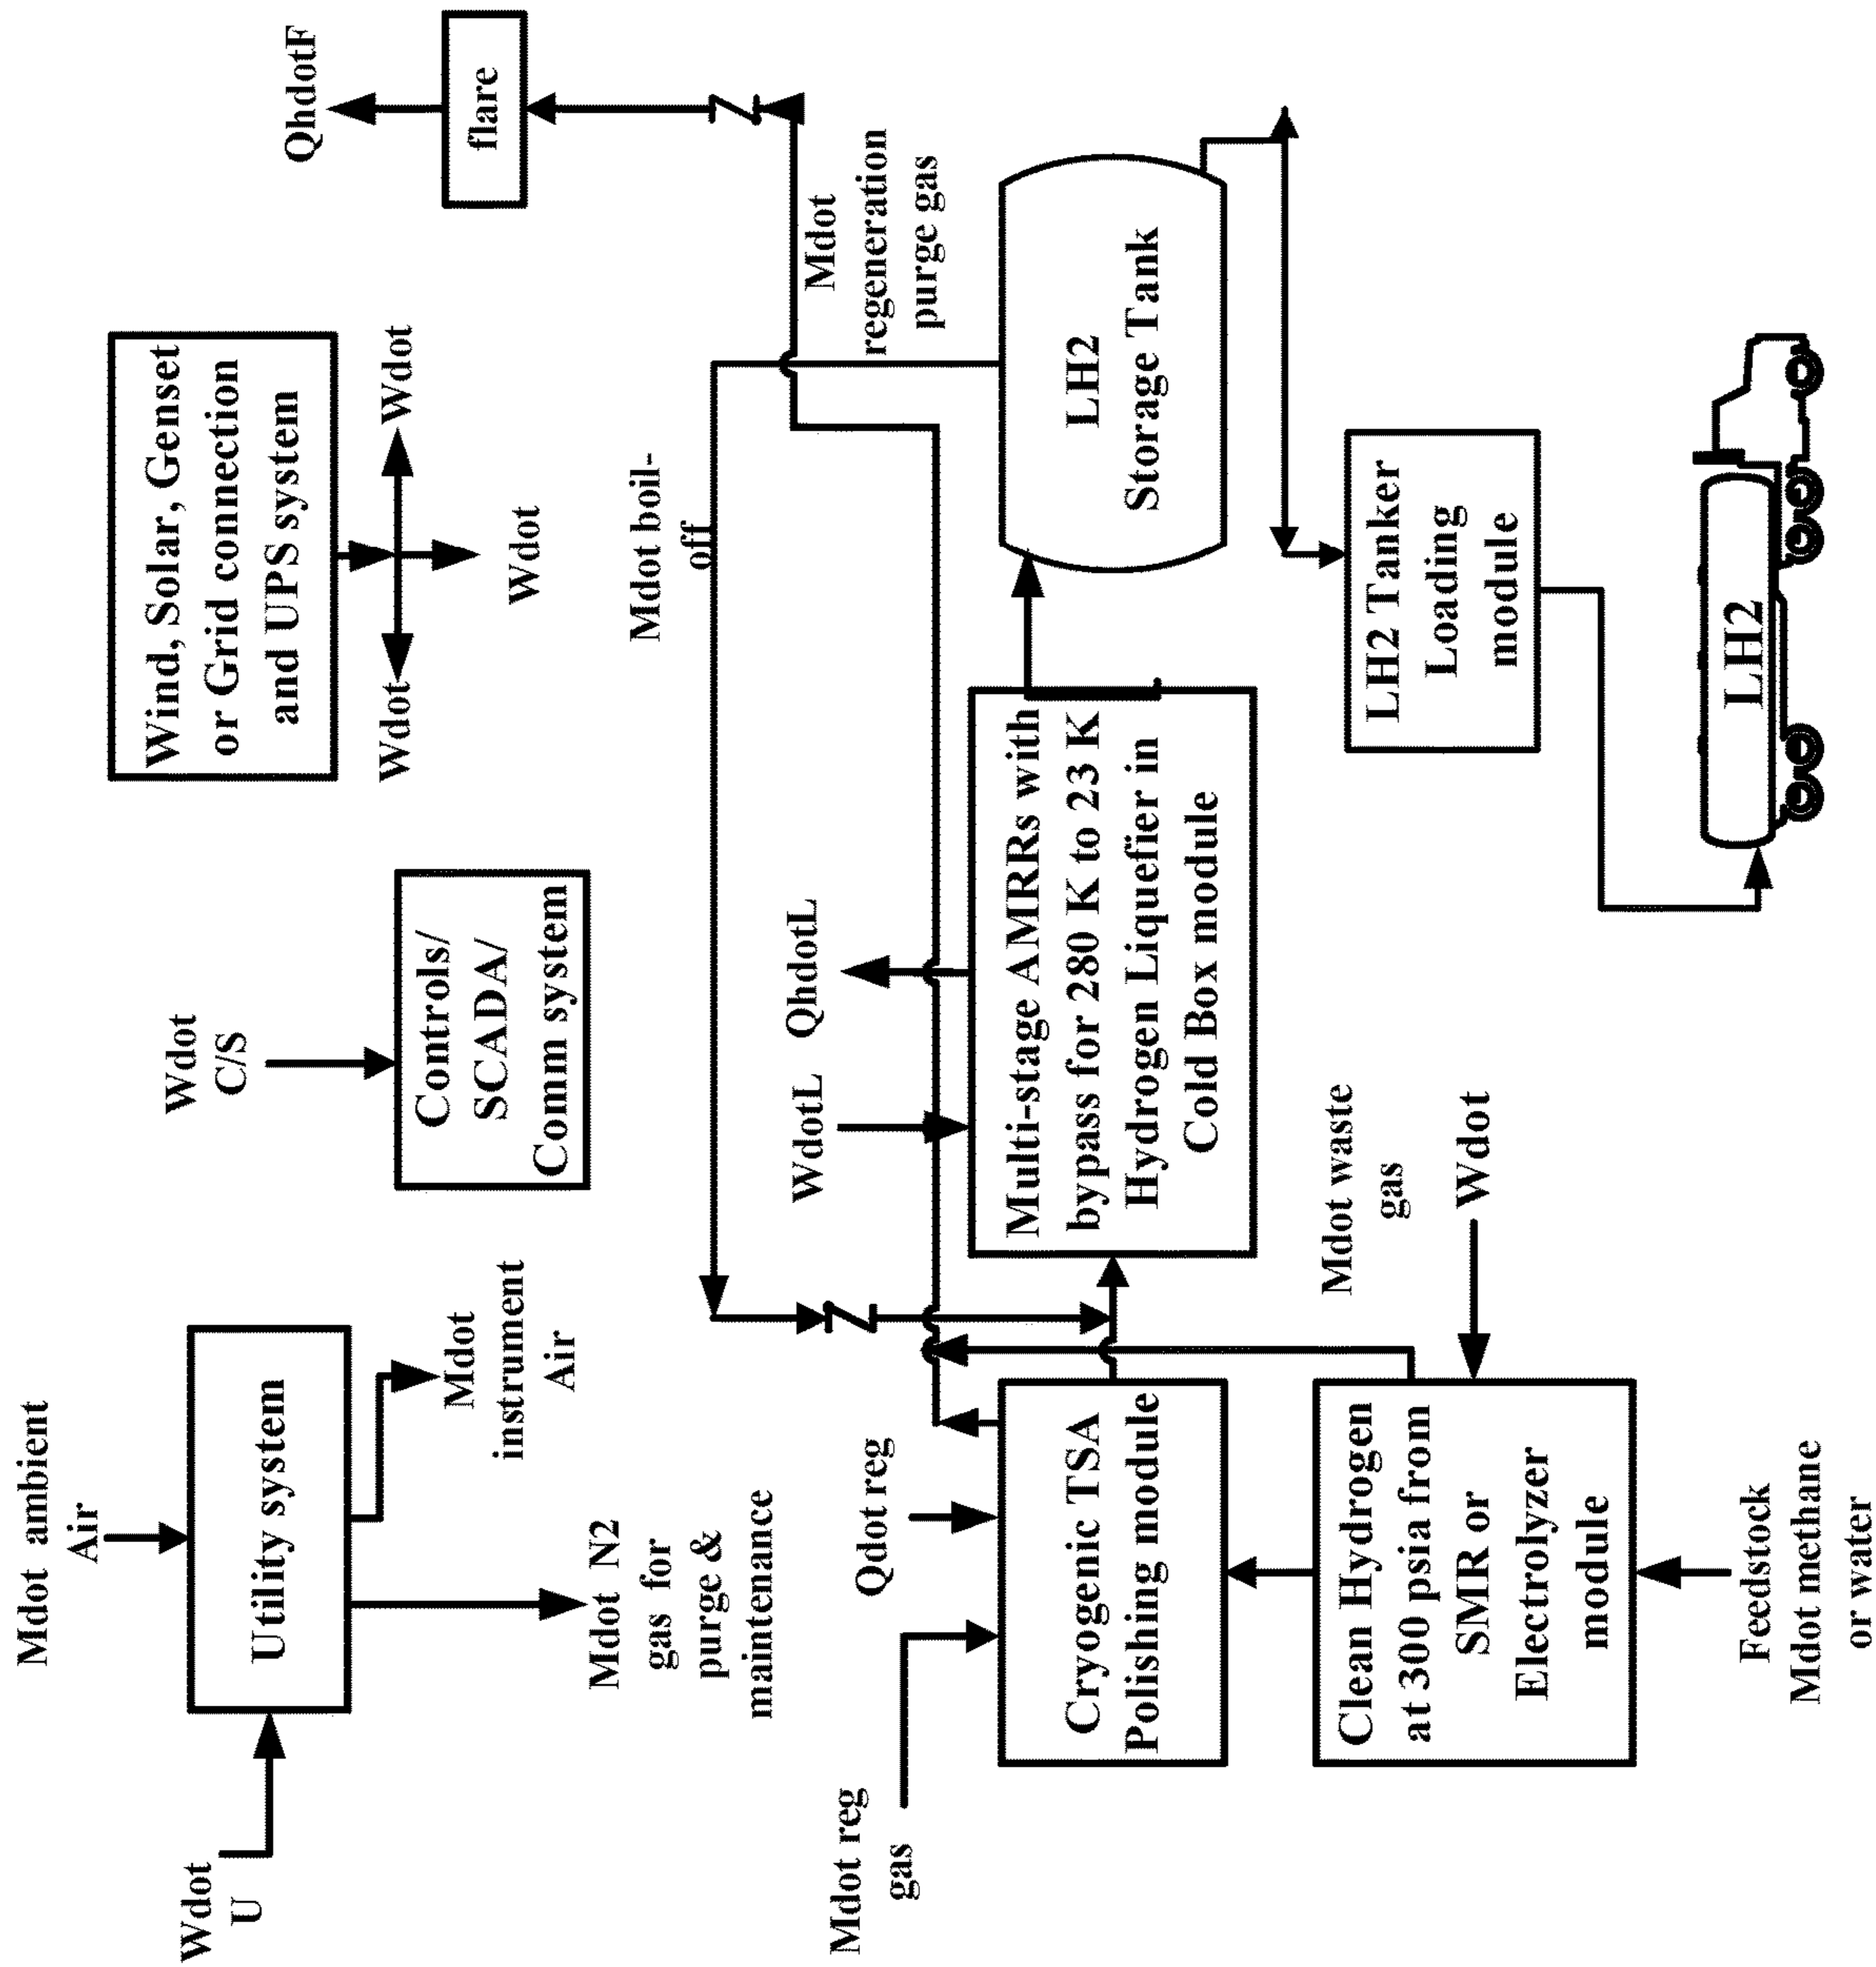 Mdot ambient
Air
Wdot
U
Utility system
Mdot
instrument
Air
Mdot N2
gas for
purge &
maintenance
Wdot
C/S
Controls/
SCADA/
Comm system
Wind, Solar, Genset
or Grid connection
and UPS system
Wdot
Wdot
Wdot
QhdotF
flare
Mdot
regeneration
purge gas
Mdot boil-
off
Mdot reg
gas
Qdot reg
Cryogenic TSA
Polishing module
WdotL
QhdotL
Multi-stage AMRRs with
bypass for 280 K to 23 K
Hydrogen Liquefier in
Cold Box module
LH2
Storage Tank
Clean Hydrogen
at 300 psia from
SMR or
Electrolyzer
module
Mdot waste
gas
Wdot
Feedstock
Mdot methane
or water
LH2 Tanker
Loading
module
LH2